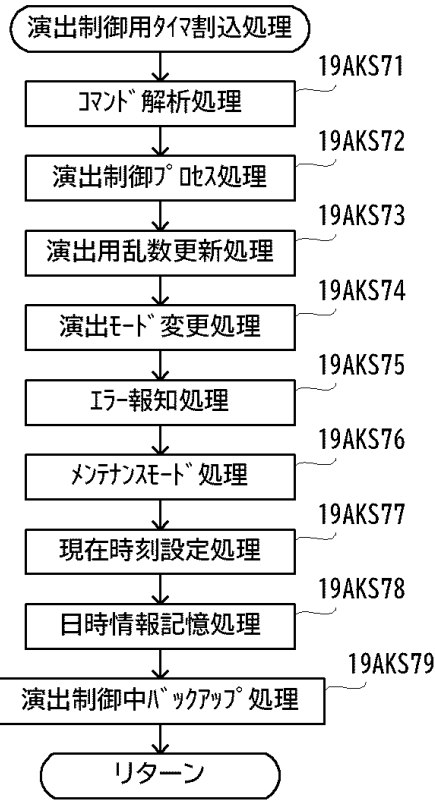 演出制御用ﾀｲﾏ割込処理
19AKS71
ｺﾏﾝﾄﾞ解析処理
19AKS72
演出制御ﾌﾟﾛｾｽ処理
19AKS73
演出用乱数更新処理
19AKS74
演出ﾓｰﾄﾞ変更処理
19AKS75
ｴﾗｰ報知処理
19AKS76
ﾒﾝﾃﾅﾝｽﾓｰﾄﾞ処理
19AKS77
現在時刻設定処理
19AKS78
日時情報記憶処理
19AKS79
演出制御中ﾊﾞｯｸｱｯﾌﾟ処理
リターン